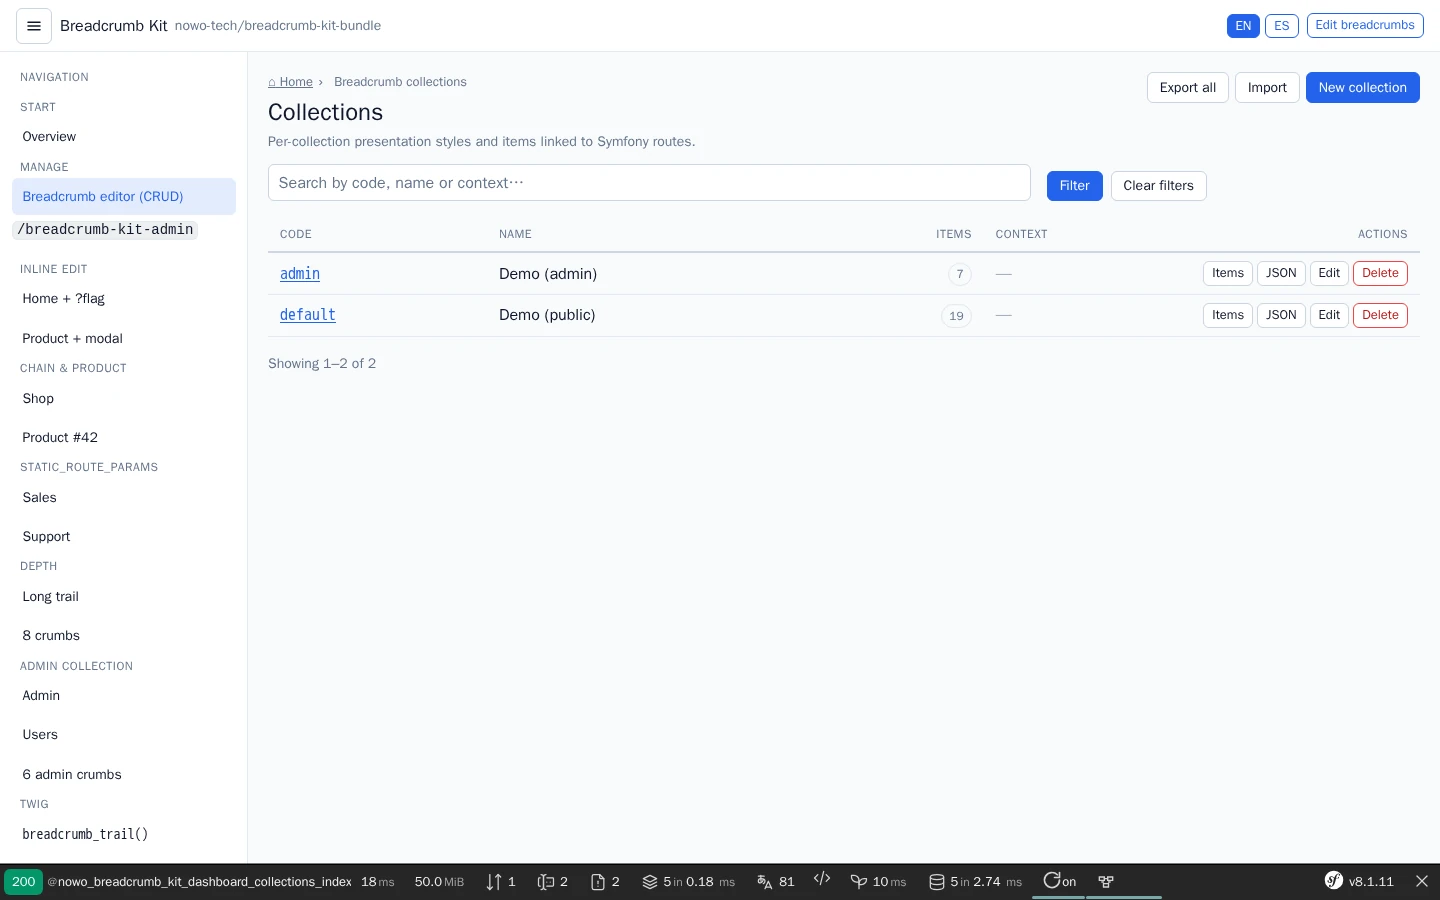 Breadcrumb Kit nowo-tech/breadcrumb-kit-bundle
EN ES Edit breadcrumbs
NAVIGATION
START
Overview
MANAGE
Breadcrumb editor (CRUD)
/breadcrumb-kit-admin
INLINE EDIT
Home + ?flag
Product + modal
CHAIN & PRODUCT
Shop
Product #42
STATIC_ROUTE_PARAMS
Sales
Support
DEPTH
Long trail
8 crumbs
ADMIN COLLECTION
Admin
Users
6 admin crumbs
TWIG
breadcrumb_trail()
⌂ Home › Breadcrumb collections
Export all Import New collection
Collections
Per-collection presentation styles and items linked to Symfony routes.
Search by code, name or context…
Filter Clear filters
CODE NAME ITEMS CONTEXT ACTIONS
admin Demo (admin) 7 — Items JSON Edit Delete
default Demo (public) 19 — Items JSON Edit Delete
Showing 1–2 of 2
200 @nowo_breadcrumb_kit_dashboard_collections_index 18 ms 50.0 MiB 1 2 2 5 in 0.18 ms 81 </> 10 ms 5 in 2.74 ms on sf v8.1.11